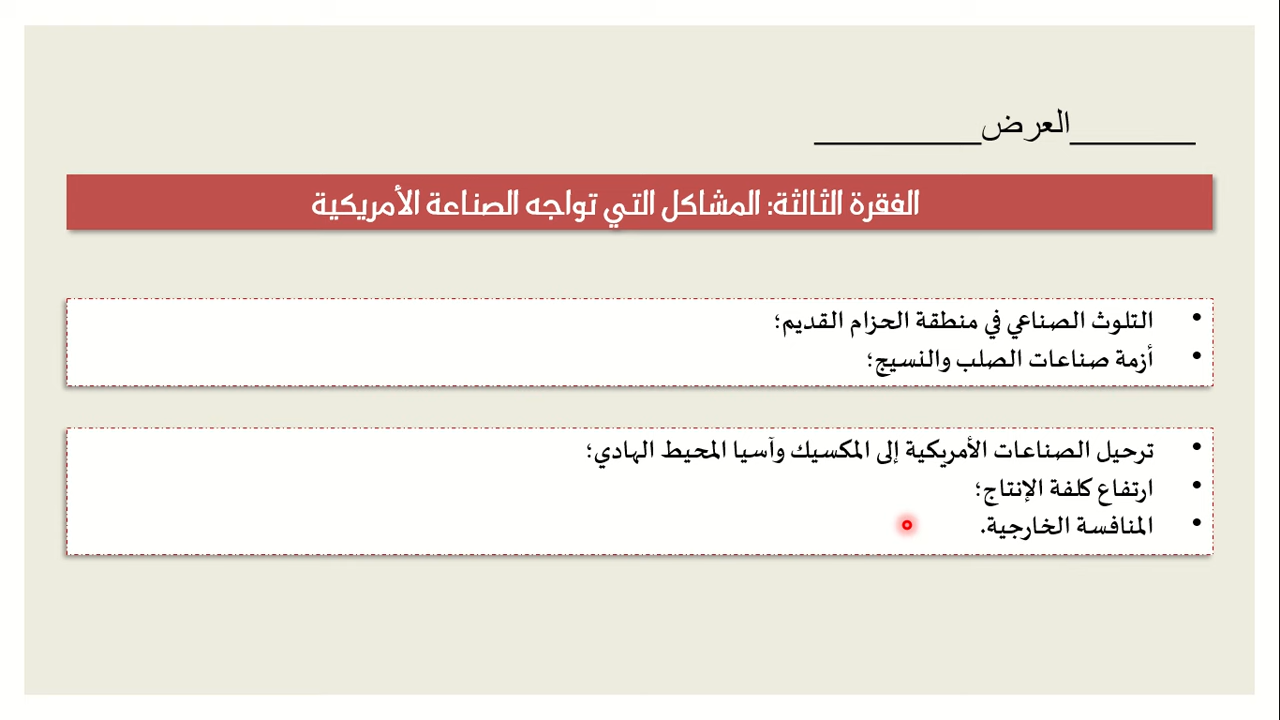 العرض
الفقرة الثالثة: المشاكل التي تواجه الصناعة الأمريكية
• التلوث الصناعي في منطقة الحزام القديم؛
• أزمة صناعات الصلب والنسيج؛
• ترحيل الصناعات الأمريكية إلى المكسيك وآسيا المحيط الهادي؛
• ارتفاع كلفة الإنتاج؛
• المنافسة الخارجية.